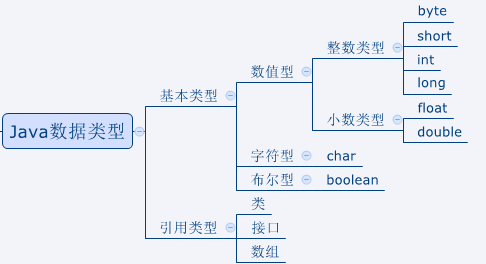 Java数据类型
基本类型
数值型
整数类型
byte
short
int
long
小数类型
float
double
字符型
char
布尔型
boolean
引用类型
类
接口
数组